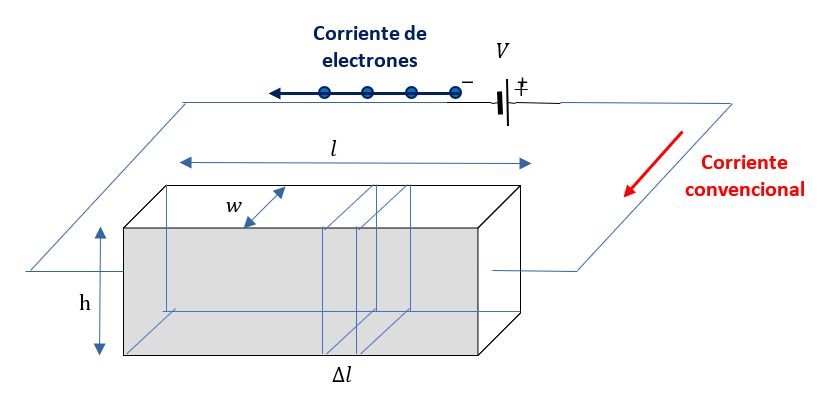 Corriente de
electrones
V
−
+
l
Corriente
convencional
w
h
Δl